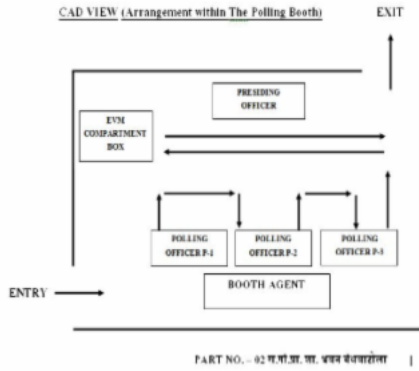 CAD VIEW (Arrangement within The Polling Booth)
EXIT
PRESIDING
OFFICER
EVM
COMPARTMENT
BOX
POLLING
OFFICER P-1
POLLING
OFFICER P-2
POLLING
OFFICER P-3
BOOTH AGENT
ENTRY
PART NO. – 02 रा.गां.प्रा. शा. भवन